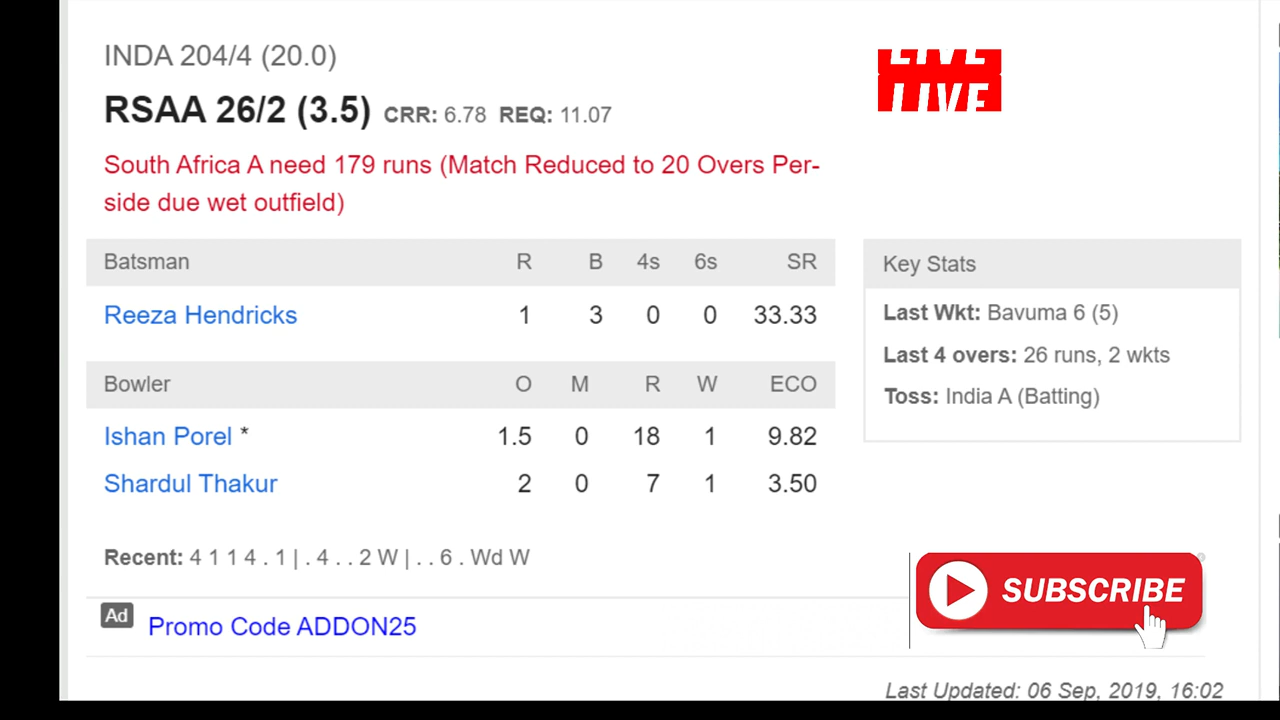 INDA 204/4 (20.0)
LIVE
RSAA 26/2 (3.5) CRR: 6.78 REQ: 11.07
South Africa A need 179 runs (Match Reduced to 20 Overs Per-
side due wet outfield)
Batsman R B 4s 6s SR
Reeza Hendricks 1 3 0 0 33.33
Bowler O M R W ECO
Ishan Porel * 1.5 0 18 1 9.82
Shardul Thakur 2 0 7 1 3.50
Key Stats
Last Wkt: Bavuma 6 (5)
Last 4 overs: 26 runs, 2 wkts
Toss: India A (Batting)
Recent: 4 1 1 4 . 1 | . 4 . . 2 W | . . 6 . Wd W
Ad
Promo Code ADDON25
SUBSCRIBE
Last Updated: 06 Sep, 2019, 16:02